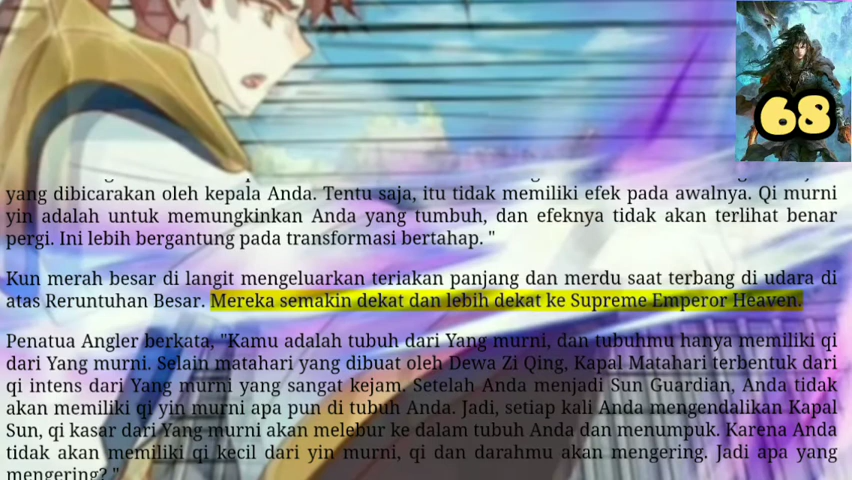 68
yang dibicarakan oleh kepala Anda. Tentu saja, itu tidak memiliki efek pada awalnya. Qi murni
yin adalah untuk memungkinkan Anda yang tumbuh, dan efeknya tidak akan terlihat benar
pergi. Ini lebih bergantung pada transformasi bertahap. "
Kun merah besar di langit mengeluarkan teriakan panjang dan merdu saat terbang di udara di
atas Reruntuhan Besar. Mereka semakin dekat dan lebih dekat ke Supreme Emperor Heaven.
Penatua Angler berkata, "Kamu adalah tubuh dari Yang murni, dan tubuhmu hanya memiliki qi
dari Yang murni. Selain matahari yang dibuat oleh Dewa Zi Qing, Kapal Matahari terbentuk dari
qi intens dari Yang murni yang sangat kejam. Setelah Anda menjadi Sun Guardian, Anda tidak
akan memiliki qi yin murni apa pun di tubuh Anda. Jadi, setiap kali Anda mengendalikan Kapal
Sun, qi kasar dari Yang murni akan melebur ke dalam tubuh Anda dan menumpuk. Karena Anda
tidak akan memiliki qi kecil dari yin murni, qi dan darahmu akan mengering. Jadi apa yang
mengering?"